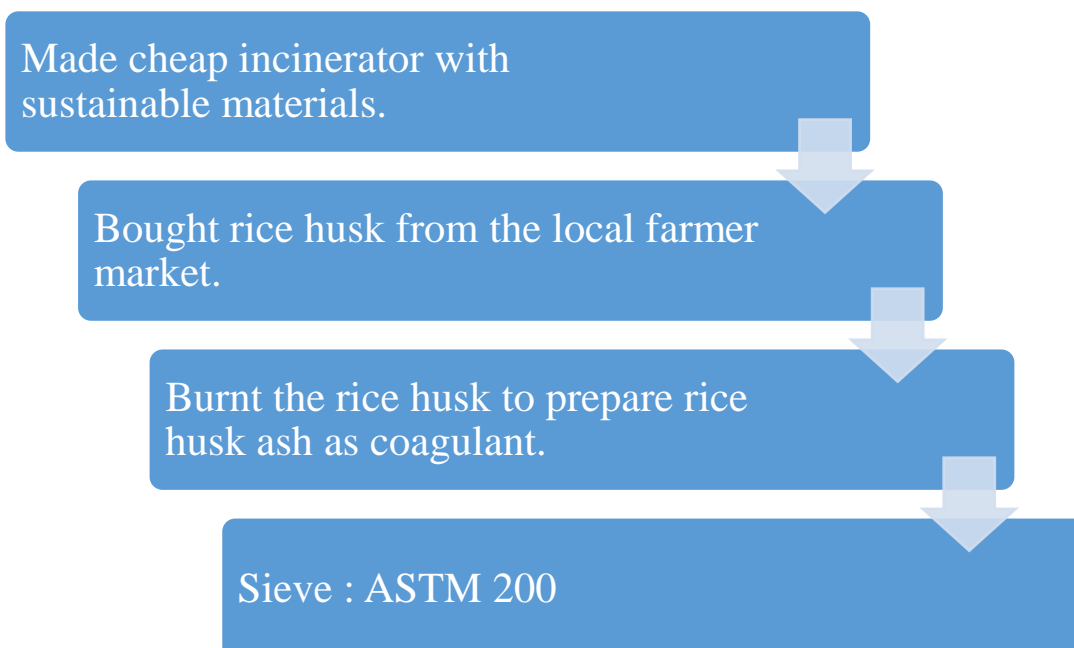 Made cheap incinerator with
sustainable materials.
Bought rice husk from the local farmer
market.
Burnt the rice husk to prepare rice
husk ash as coagulant.
Sieve : ASTM 200